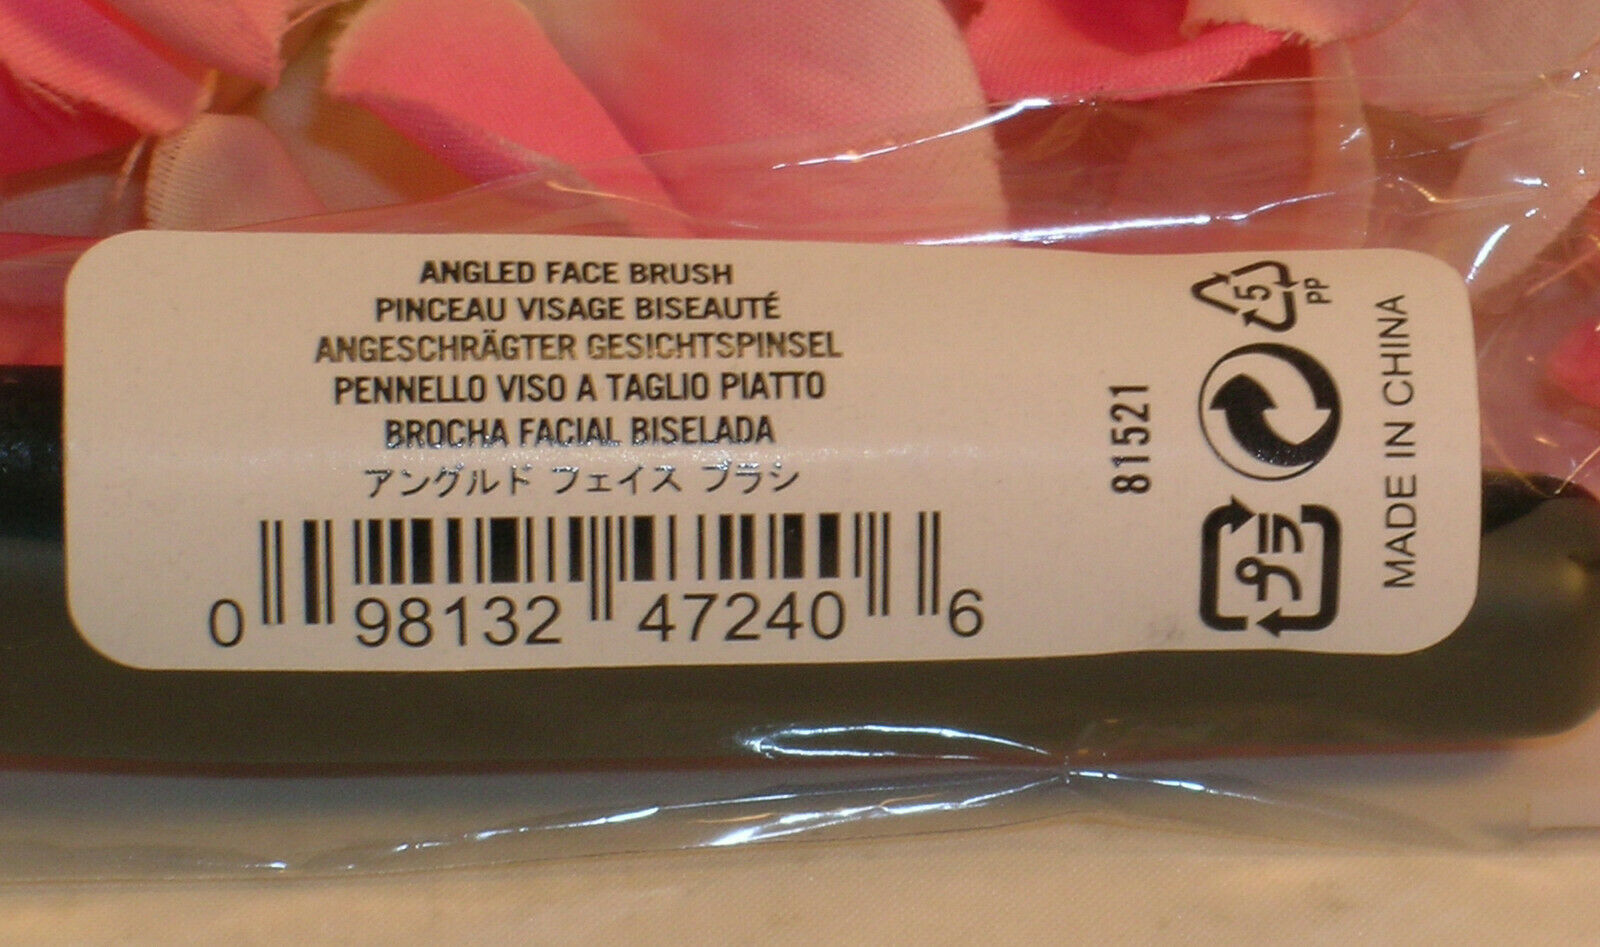 ANGLED FACE BRUSH
PINCEAU VISAGE BISEAUTÉ
ANGESCHRÄGTER GESICHTSPINSEL
PENNELLO VISO A TAGLIO PIATTO
BROCHA FACIAL BISELADA
アングルド フェイス ブラシ
0 98132 47240 6
81521
5
PP
プラ
MADE IN CHINA